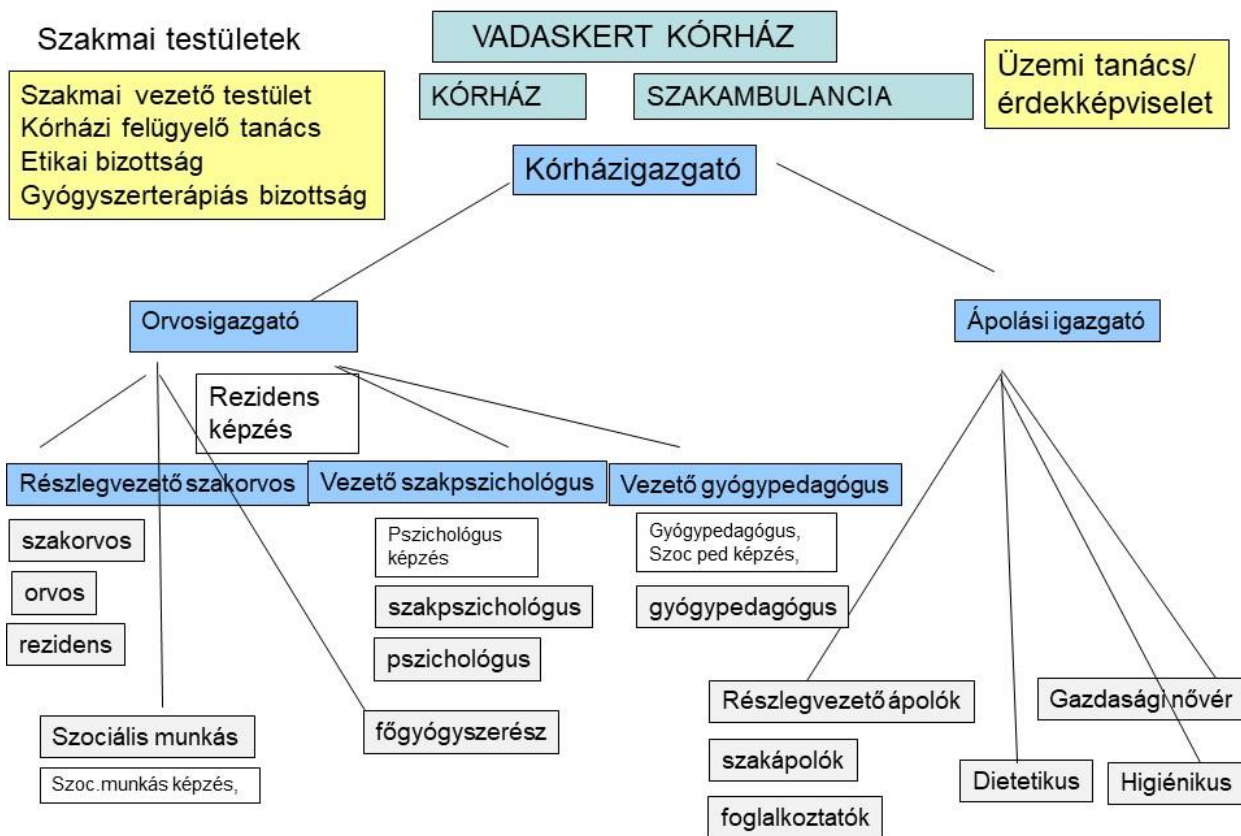 Szakmai testületek
VADASKERT KÓRHÁZ
KÓRHÁZ
SZAKAMBULANCIA
Üzemi tanács/
érdekképviselet
Szakmai vezető testület
Kórházi felügyelő tanács
Etikai bizottság
Gyógyszerterápiás bizottság
Kórházigazgató
Orvosigazgató
Ápolási igazgató
Rezidens
képzés
Részlegvezető szakorvos
Vezető szakpszichológus
Vezető gyógypedagógus
szakorvos
orvos
rezidens
Pszichológus
képzés
szakpszichológus
pszichológus
Gyógypedagógus,
Szoc ped képzés,
gyógypedagógus
Szociális munkás
Szoc.munkás képzés,
főgyógyszerész
Részlegvezető ápolók
szakápolók
foglalkoztatók
Gazdasági nővér
Dietetikus
Higiénikus